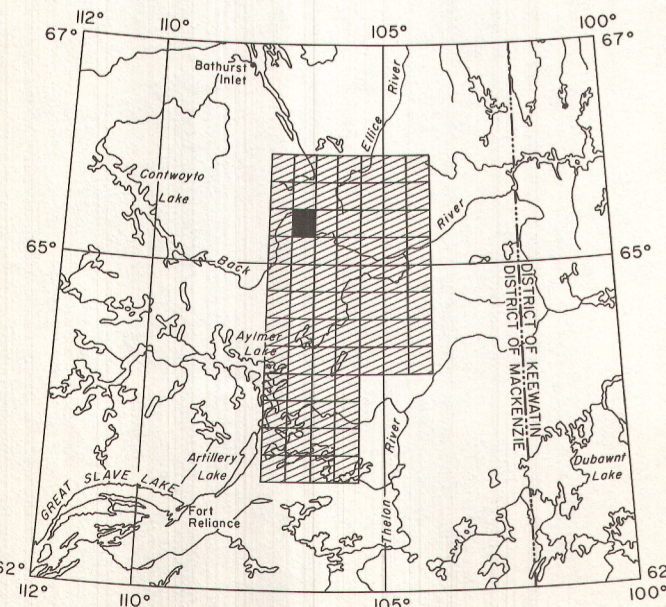 112°
110°
105°
100°
67°
67°
Bathurst
Inlet
Ellice
River
Contwoyto
Lake
River
65°
65°
Back
DISTRICT OF KEEWATIN
DISTRICT OF MACKENZIE
Aylmer
Lake
Artillery
Lake
River
Dubawnt
Lake
GREAT SLAVE LAKE
Fort
Reliance
Thelon
62°
62
110°
105°
100°